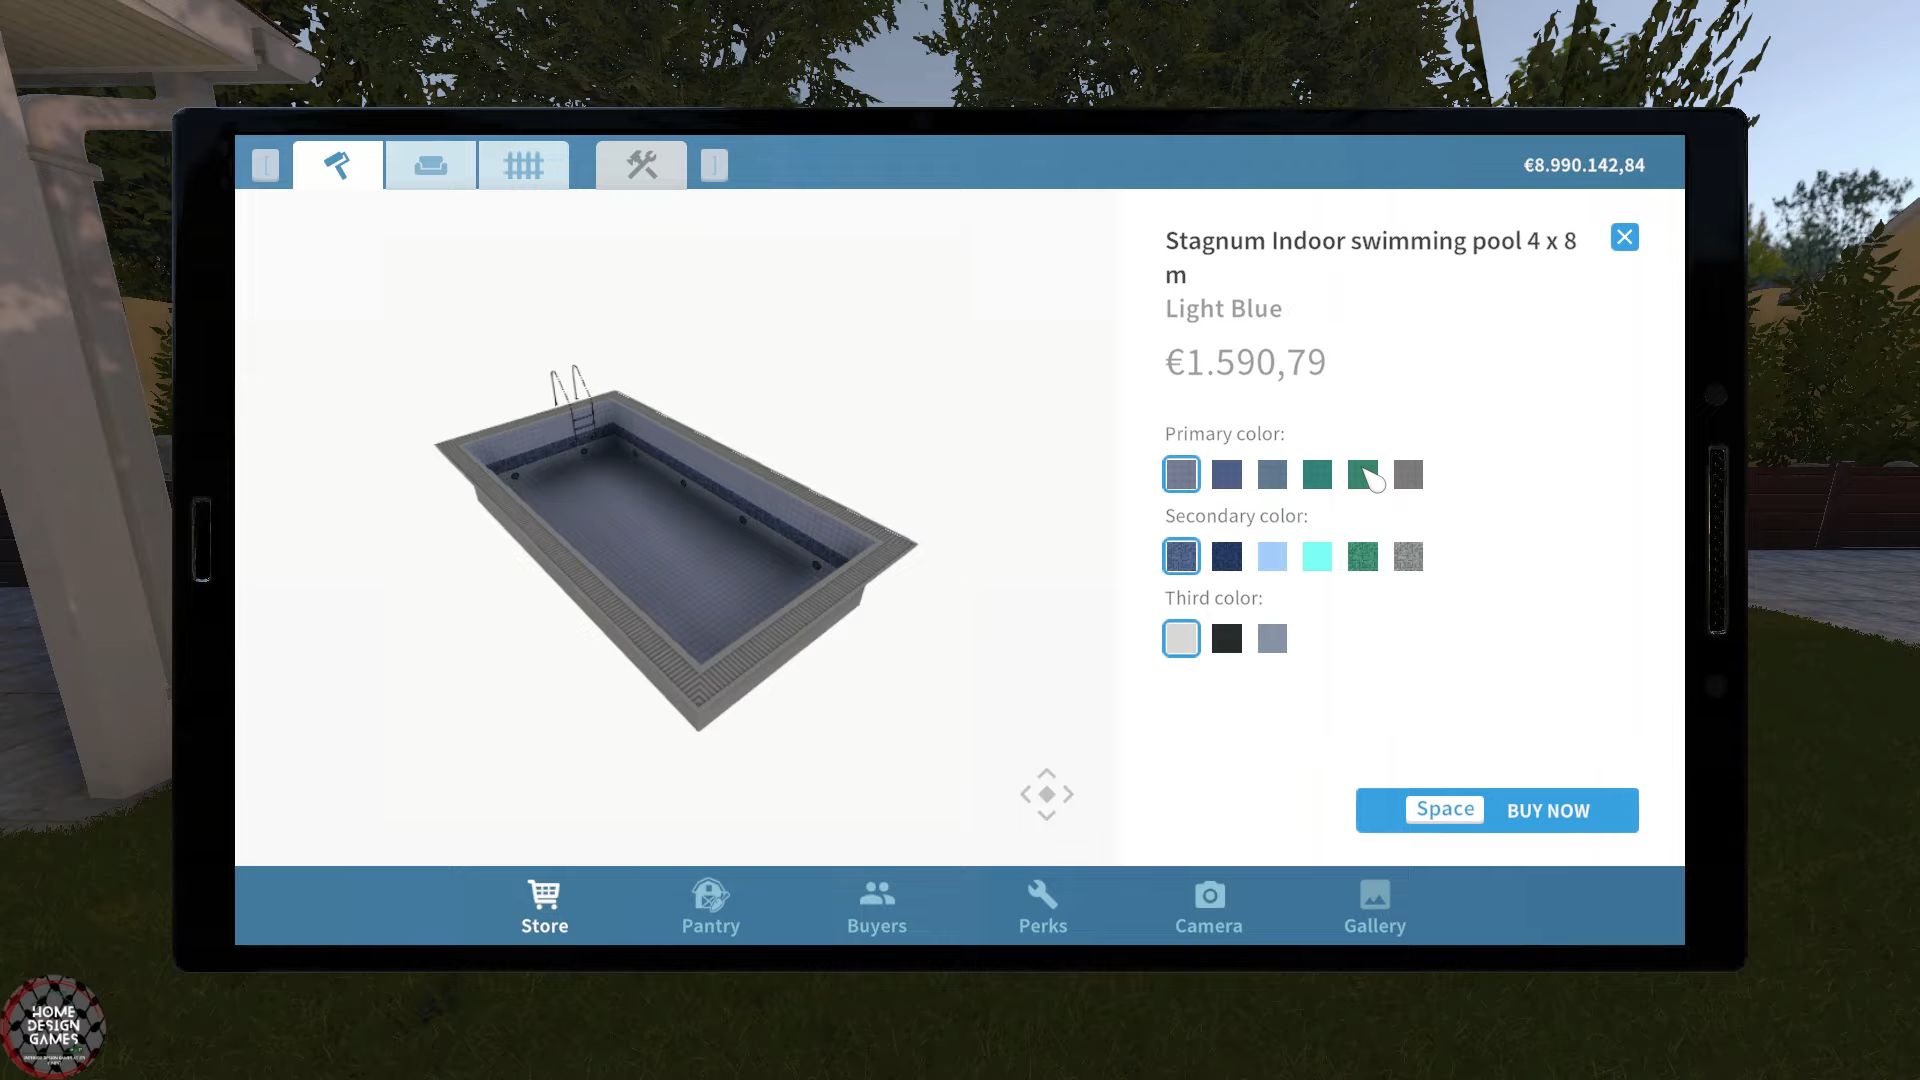 [
]
€8.990.142,84
Stagnum Indoor swimming pool 4 x 8
m
Light Blue
€1.590,79
Primary color:
Secondary color:
Third color:
Space BUY NOW
Store
Pantry
Buyers
Perks
Camera
Gallery
HOME
DESIGN
GAMES